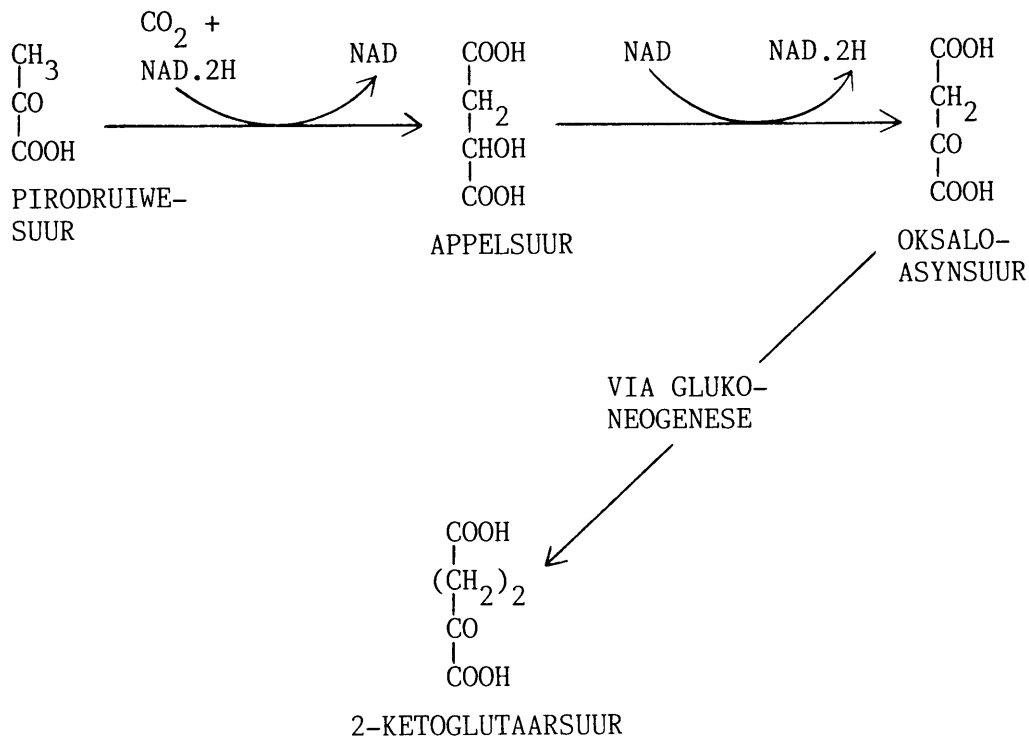 CO2 +
NAD.2H
NAD
CH3
CO
COOH
PIRODRUIWE-
SUUR
COOH
CH2
CHOH
COOH
APPELSUUR
NAD
NAD.2H
COOH
CH2
CO
COOH
OKSALO-
ASYNSUUR
VIA GLUKO-
NEOGENESE
COOH
(CH2)2
CO
COOH
2-KETOGLUTAARSUUR